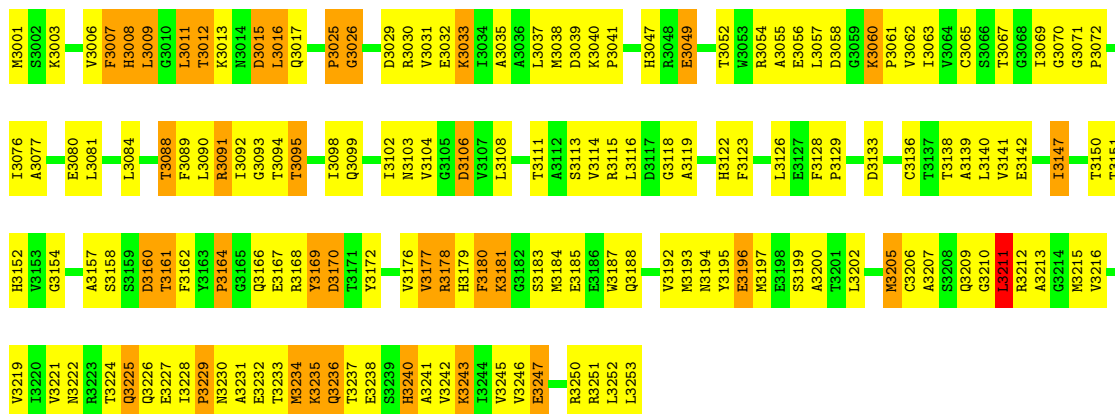 M3001 S3002 K3003 V3006 F3007 H3008 L3009 G3010 L3011 T3012 K3013 N3014 D3015 L3016 Q3017 P3025 G3026 D3029 R3030 V3031 E3032 K3033 I3034 A3035 A3036 L3037 M3038 D3039 K3040 P3041 H3047 R3048 E3049 T3052 W3053 R3054 A3055 E3056 L3057 D3058 G3059 K3060 P3061 V3062 I3063 V3064 C3065 S3066 T3067 G3068 I3069 G3070 G3071 P3072
I3076 A3077 E3080 L3081 L3084 T3088 F3089 L3090 R3091 I3092 G3093 T3094 T3095 I3098 Q3099 I3102 N3103 V3104 G3105 D3106 V3107 L3108 T3111 A3112 S3113 V3114 R3115 L3116 D3117 G3118 A3119 H3122 F3123 L3126 E3127 F3128 P3129 D3133 C3136 T3137 T3138 A3139 L3140 V3141 E3142 I3147 T3150 T3151
H3152 V3153 G3154 A3157 S3158 S3159 D3160 T3161 F3162 Y3163 P3164 G3165 Q3166 E3167 R3168 Y3169 D3170 T3171 Y3172 V3176 V3177 R3178 H3179 F3180 K3181 G3182 S3183 M3184 E3185 E3186 W3187 Q3188 V3192 M3193 N3194 Y3195 E3196 M3197 E3198 S3199 A3200 T3201 L3202 M3205 C3206 A3207 S3208 Q3209 G3210 L3211 R3212 A3213 G3214 M3215 V3216
V3219 I3220 V3221 N3222 R3223 T3224 Q3225 Q3226 E3227 I3228 P3229 N3230 A3231 E3232 T3233 M3234 K3235 Q3236 T3237 E3238 S3239 H3240 A3241 V3242 K3243 I3244 V3245 V3246 E3247 R3250 R3251 L3252 L3253